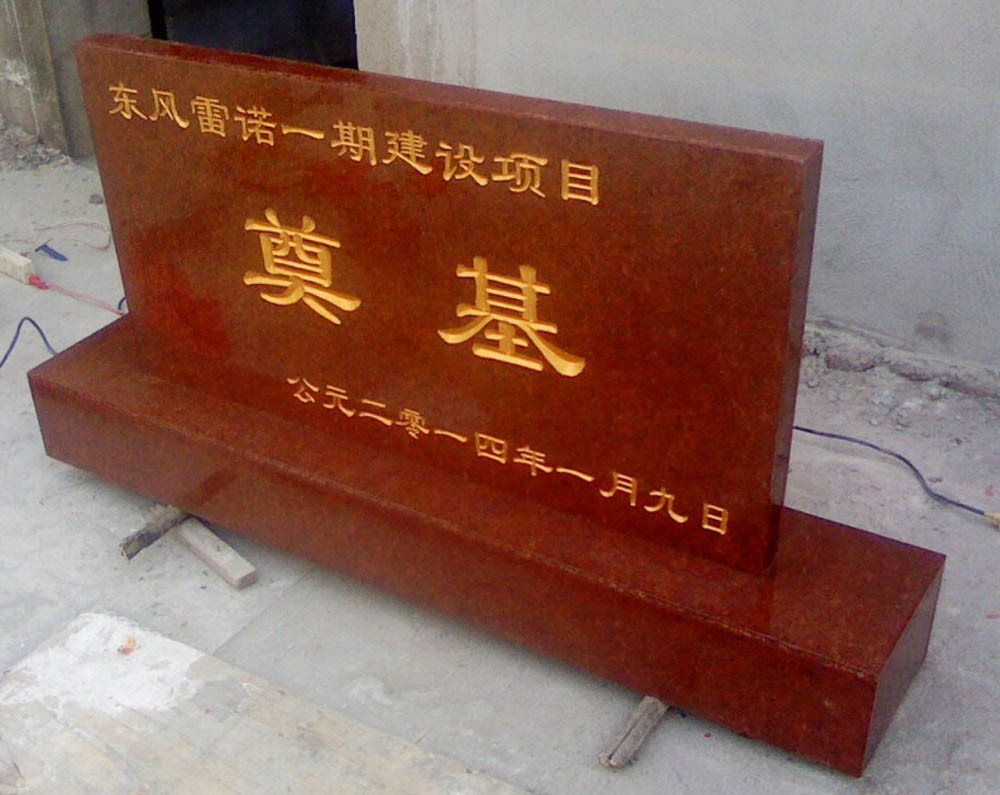 东风雷诺一期建设项目
奠基
公元二零一四年一月九日